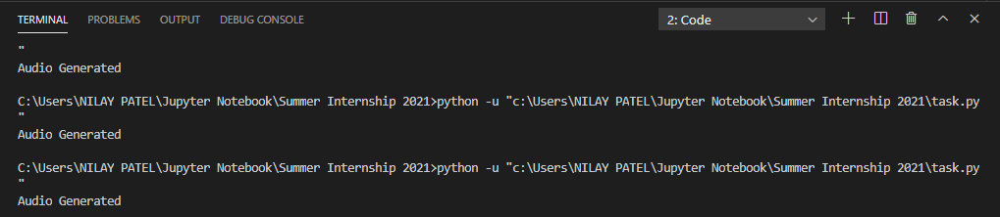 TERMINAL PROBLEMS OUTPUT DEBUG CONSOLE 2: Code
"
Audio Generated
C:\Users\NILAY PATEL\Jupyter Notebook\Summer Internship 2021>python -u "c:\Users\NILAY PATEL\Jupyter Notebook\Summer Internship 2021\task.py
"
Audio Generated
C:\Users\NILAY PATEL\Jupyter Notebook\Summer Internship 2021>python -u "c:\Users\NILAY PATEL\Jupyter Notebook\Summer Internship 2021\task.py
"
Audio Generated